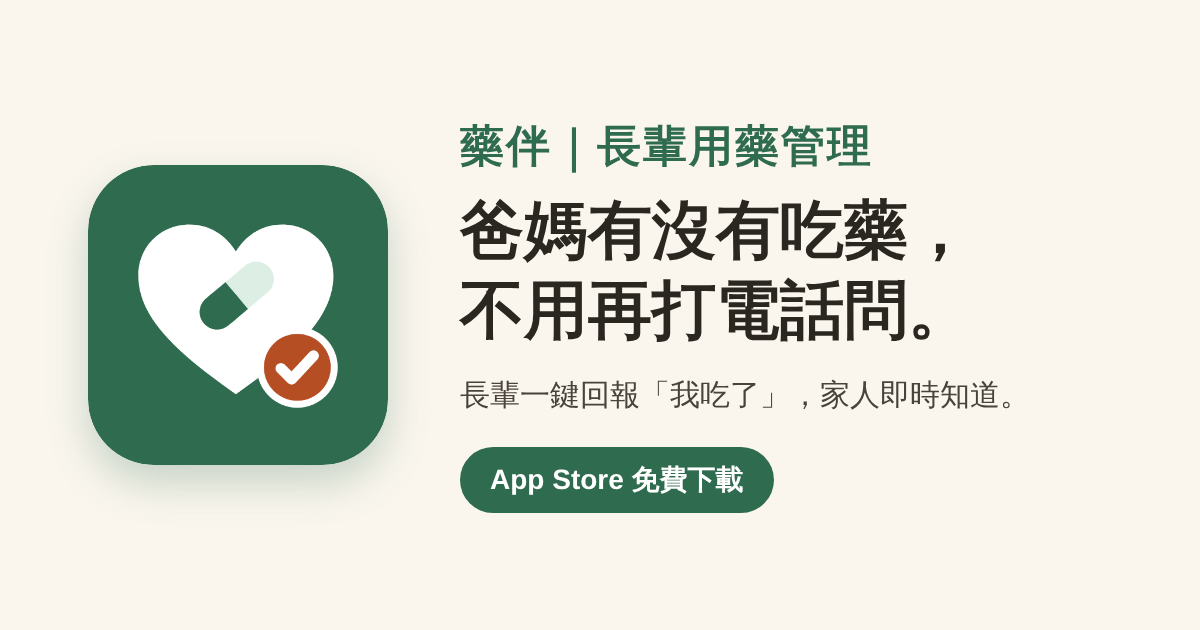 藥伴｜長輩用藥管理
爸媽有沒有吃藥，
不用再打電話問。
長輩一鍵回報「我吃了」，家人即時知道。
App Store 免費下載